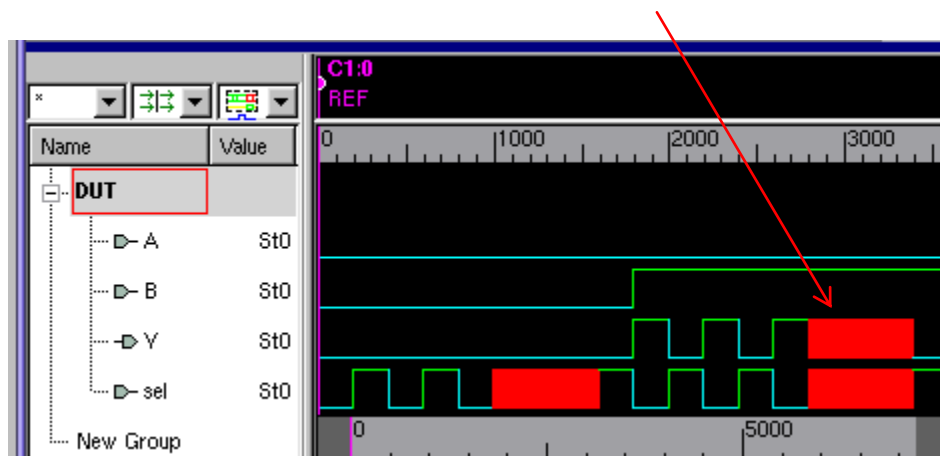 C1:0
REF
*
Name Value
0 1000 2000 3000
DUT
A St0
B St0
Y St0
sel St0
New Group
0 5000